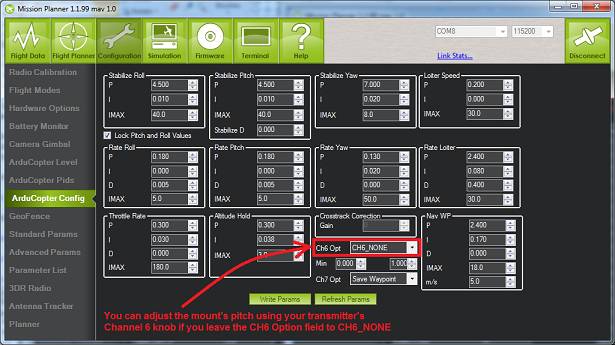 Mission Planner 1.1.99 mav 1.0
Flight Data
Flight Planner
Configuration
Simulation
Firmware
Terminal
Help
COM8
115200
Link Stats...
Disconnect
Radio Calibration
Flight Modes
Hardware Options
Battery Monitor
Camera Gimbal
ArduCopter Level
ArduCopter Pids
ArduCopter Config
GeoFence
Standard Params
Advanced Params
Parameter List
3DR Radio
Antenna Tracker
Planner
Stabilize Roll
P 4.500
I 0.010
IMAX 40.0
Lock Pitch and Roll Values
Stabilize Pitch
P 4.500
I 0.010
IMAX 40.0
Stabilize D 0.000
Stabilize Yaw
P 7.000
I 0.020
IMAX 8.0
Loiter Speed
P 0.200
I 0.000
IMAX 30.0
Rate Roll
P 0.180
I 0.000
D 0.005
IMAX 5.0
Rate Pitch
P 0.180
I 0.000
D 0.005
IMAX 5.0
Rate Yaw
P 0.130
I 0.020
D 0.000
IMAX 50.0
Rate Loiter
P 2.400
I 0.080
D 0.400
IMAX 30.0
Throttle Rate
P 0.300
I 0.030
D 0.000
IMAX 180.0
Altitude Hold
P 0.300
I 0.038
IMAX
Crosstrack Correction
Gain
Ch6 Opt CH6_NONE
Min 0.000 1.000
Ch7 Opt Save Waypoint
Nav WP
P 2.400
I 0.170
D 0.000
IMAX 18.0
m/s 5.0
Write Params
Refresh Params
You can adjust the mount's pitch using your transmitter's
Channel 6 knob if you leave the CH6 Option field to CH6_NONE